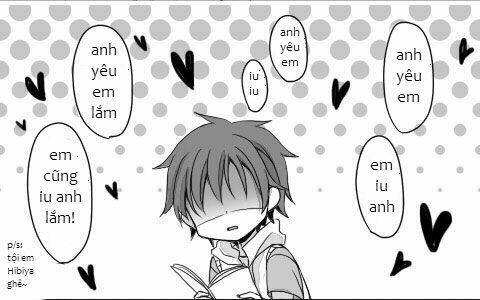 anh
yêu
em
lắm
em
cũng
iu anh
lắm!
anh
yêu
em
iu
iu
anh
yêu
em
em
iu
anh
p/s:
tội em
Hibiya
ghê~